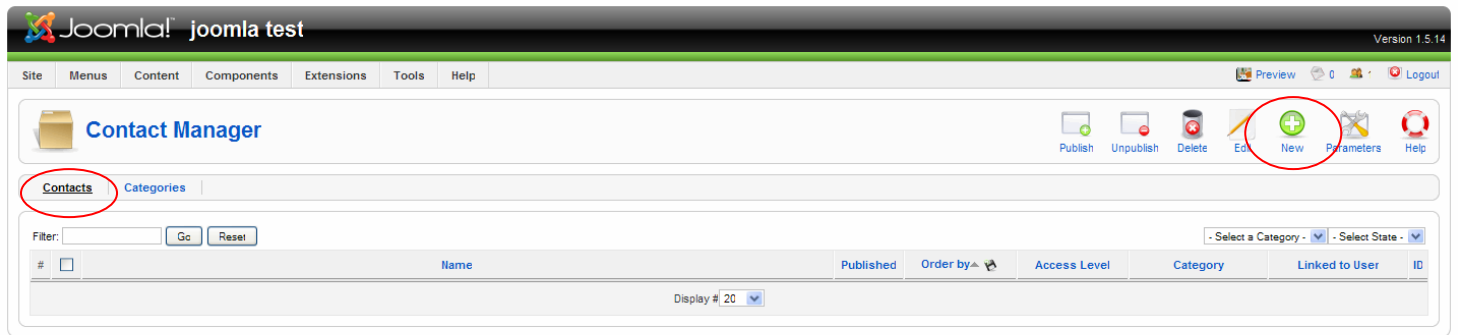 Joomla!™ joomla test
Version 1.5.14
Site Menus Content Components Extensions Tools Help Preview 0 Logout
Contact Manager
Publish Unpublish Delete Edit New Parameters Help
Contacts Categories
Filter: Go Reset - Select a Category - - Select State -
# Name Published Order by Access Level Category Linked to User ID
Display # 20